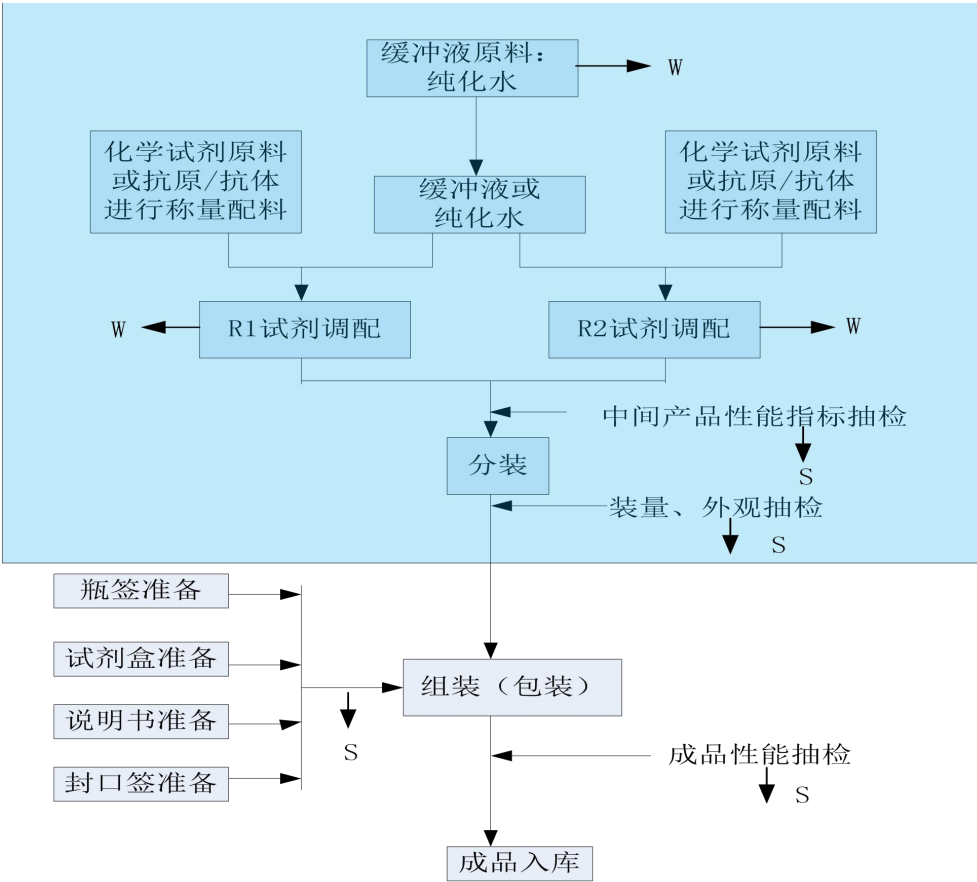 缓冲液原料：
纯化水
W
化学试剂原料
或抗原/抗体
进行称量配料
缓冲液或
纯化水
化学试剂原料
或抗原/抗体
进行称量配料
W
R1试剂调配
R2试剂调配
W
中间产品性能指标抽检
分装
S
装量、外观抽检
S
瓶签准备
试剂盒准备
组装（包装）
说明书准备
S
成品性能抽检
封口签准备
S
成品入库